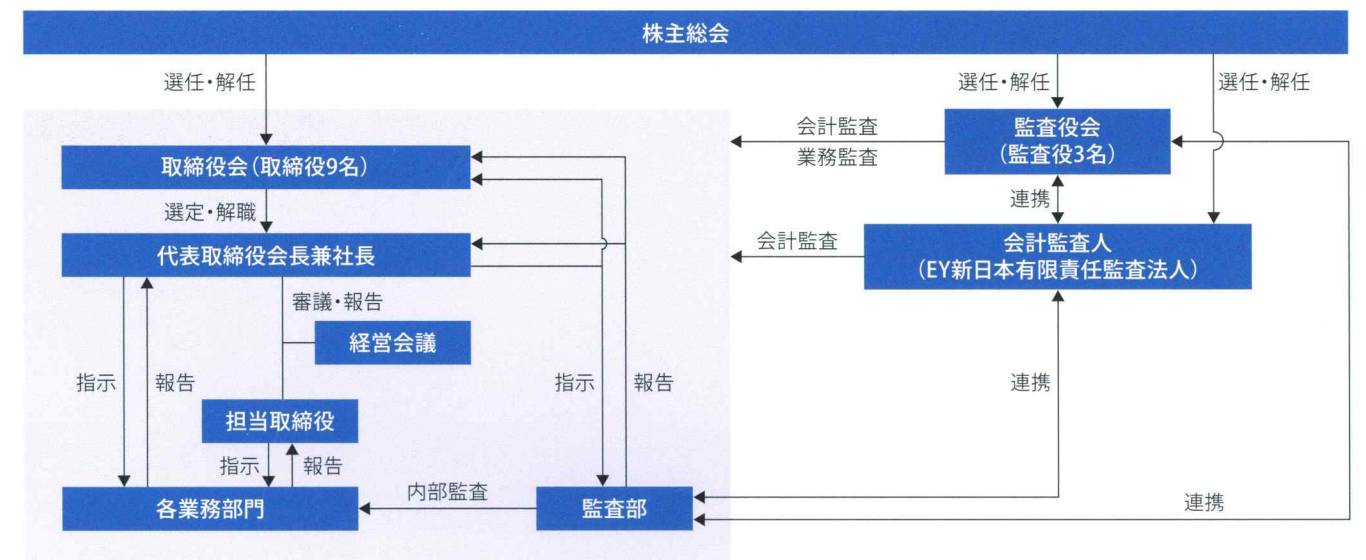 株主総会
選任・解任
選任・解任
選任・解任
監査役会
（監査役3名）
会計監査
業務監査
取締役会（取締役9名）
選定・解職
連携
代表取締役会長兼社長
会計監査
会計監査人
（EY新日本有限責任監査法人）
審議・報告
経営会議
指示
報告
指示
報告
連携
担当取締役
指示
報告
各業務部門
内部監査
監査部
連携